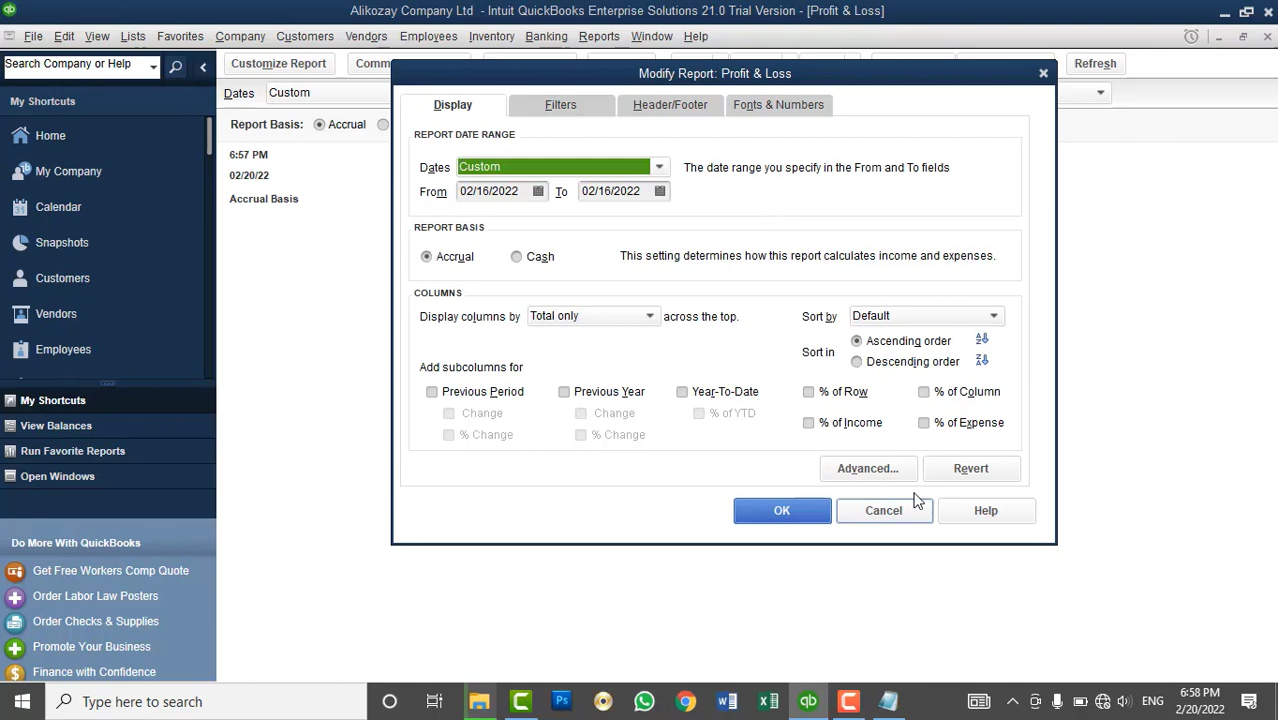 Alikozay Company Ltd - Intuit QuickBooks Enterprise Solutions 21.0 Trial Version - [Profit & Loss]
File Edit View Lists Favorites Company Customers Vendors Employees Inventory Banking Reports Window Help
Search Company or Help
Customize Report
Comm
Refresh
My Shortcuts
Dates Custom
Report Basis: Accrual
6:57 PM
02/20/22
Accrual Basis
Home
My Company
Calendar
Snapshots
Customers
Vendors
Employees
My Shortcuts
View Balances
Run Favorite Reports
Open Windows
Do More With QuickBooks
Get Free Workers Comp Quote
Order Labor Law Posters
Order Checks & Supplies
Promote Your Business
Finance with Confidence
Modify Report: Profit & Loss
Display Filters Header/Footer Fonts & Numbers
REPORT DATE RANGE
Dates Custom The date range you specify in the From and To fields
From 02/16/2022 To 02/16/2022
REPORT BASIS
Accrual Cash This setting determines how this report calculates income and expenses.
COLUMNS
Display columns by Total only across the top. Sort by Default
Sort in Ascending order
Descending order
Add subcolumns for
Previous Period Previous Year Year-To-Date % of Row % of Column
Change Change % of YTD % of Income % of Expense
% Change % Change
Advanced... Revert
OK Cancel Help
Type here to search
Ps
ENG
6:58 PM
2/20/2022